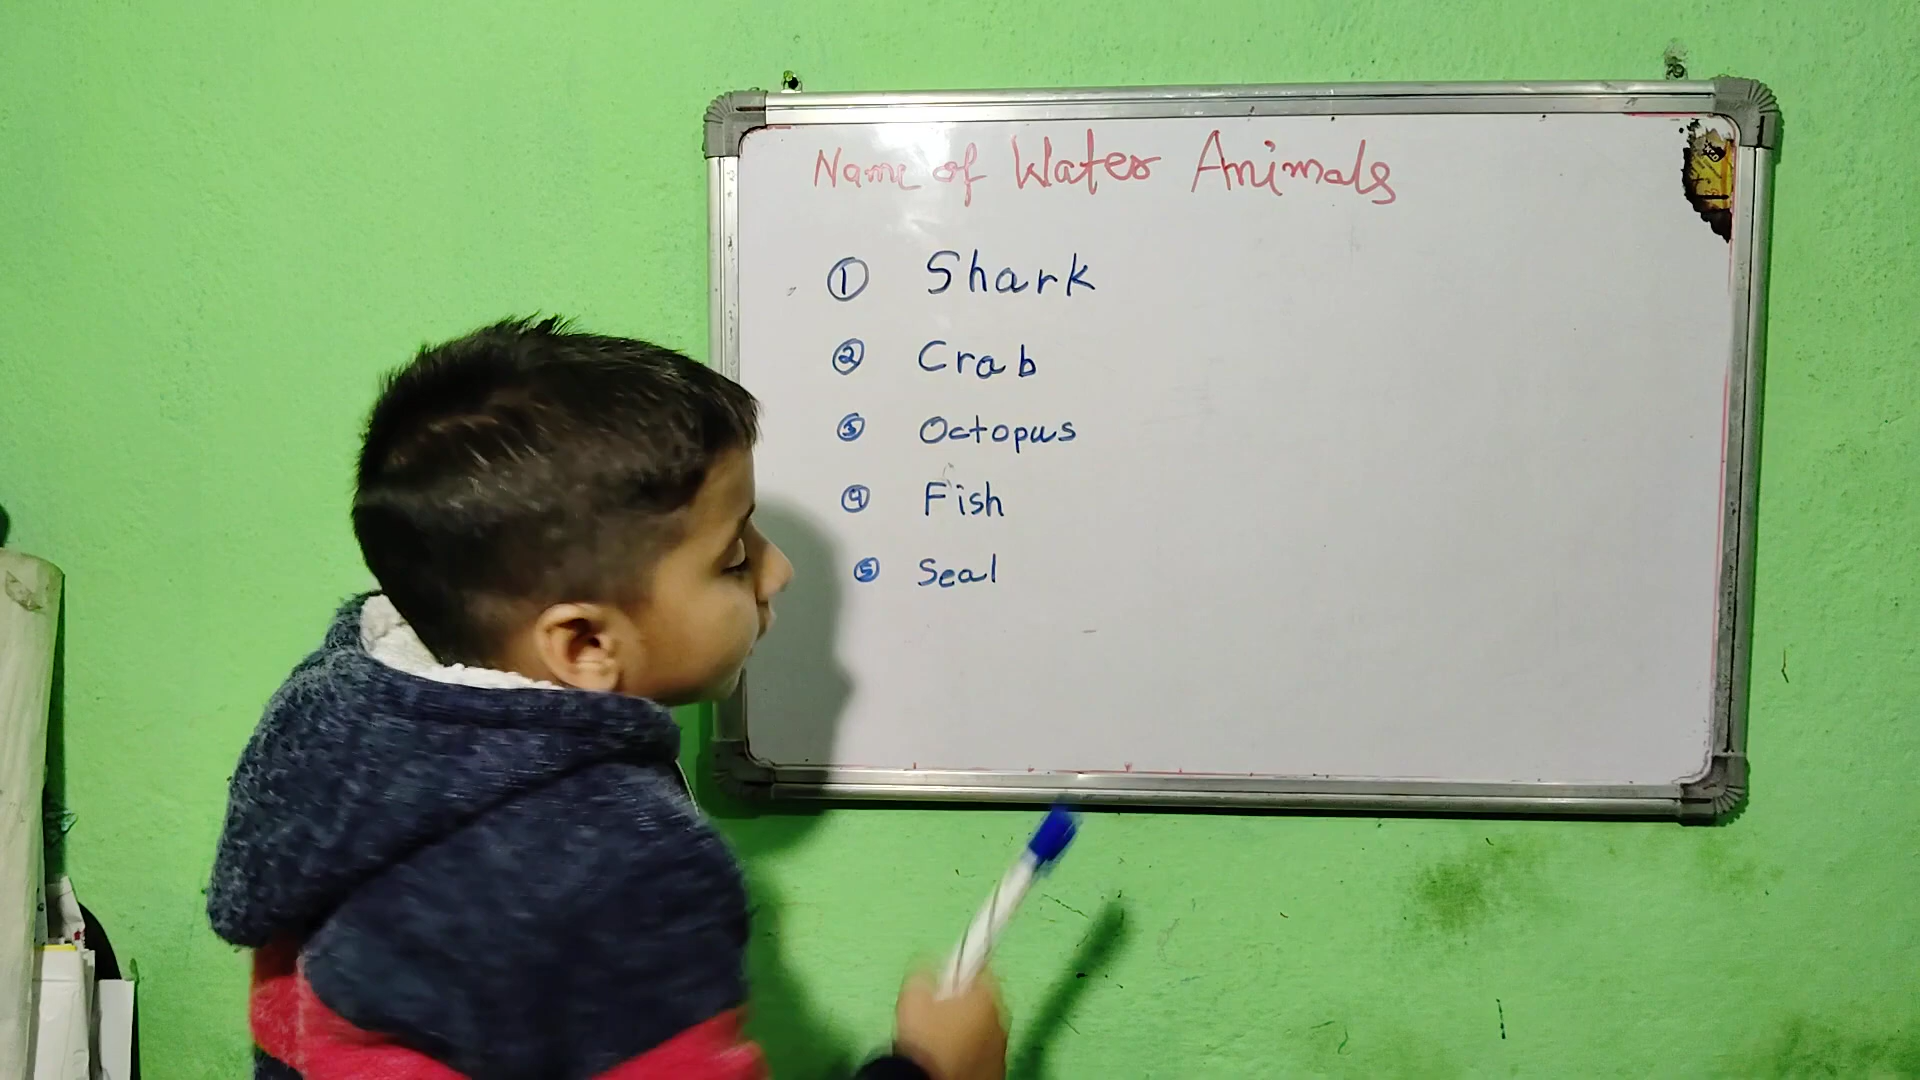 Name of Water Animals
① Shark
② Crab
③ Octopus
④ Fish
⑤ Seal